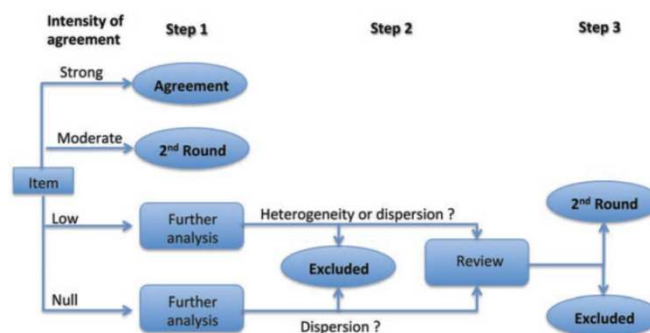 Intensity of
agreement
Step 1
Step 2
Step 3
Strong
Agreement
Moderate
2nd Round
Item
Low
Further
analysis
Heterogeneity or dispersion ?
2nd Round
Excluded
Review
Null
Further
analysis
Dispersion ?
Excluded